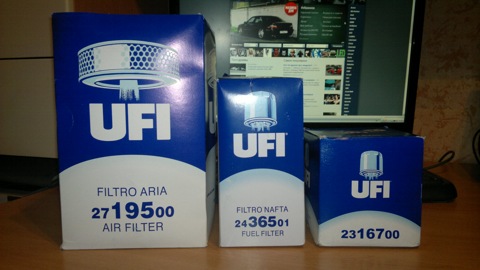 UFI
FILTRO ARIA
27 195 00
AIR FILTER
UFI
FILTRO NAFTA
24 365 01
FUEL FILTER
UFI
23 167 00